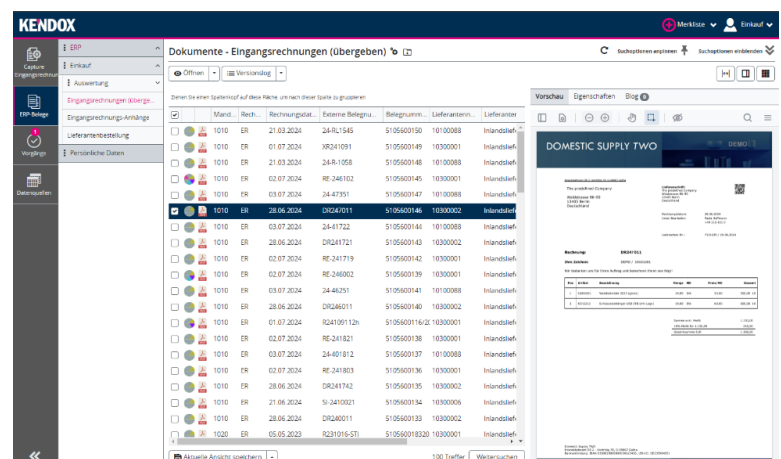 KENDOX
Merkliste
Einkauf
Capture
Eingangsrechnun
ERP-Belege
1
Vorgänge
Datenquellen
ERP
Einkauf
Auswertung
Eingangsrechnungen (überge...
Eingangsrechnungs-Anhänge
Lieferantenbestellung
Persönliche Daten
Dokumente - Eingangsrechnungen (übergeben)
Suchoptionen anpinnen
Suchoptionen einblenden
Öffnen
Versionslog
Ziehen Sie einen Spaltenkopf auf diese Fläche, um nach dieser Spalte zu gruppieren
Mand... Rech... Rechnungsdat... Externe Belegnu... Belegnumm... Lieferantenn... Lieferanter
1010 ER 21.03.2024 24-RL1545 5105600150 10100088 Inlandslief
1010 ER 01.07.2024 XR241091 5105600149 10300001 Inlandslief
1010 ER 21.03.2024 24-R-1058 5105600148 10100088 Inlandslief
1010 ER 02.07.2024 RE-246102 5105600145 10300001 Inlandslief
1010 ER 03.07.2024 24-47351 5105600147 10100088 Inlandslief
1010 ER 28.06.2024 DR247011 5105600146 10300002 Inlandslief
1010 ER 03.07.2024 24-41722 5105600144 10100088 Inlandslief
1010 ER 28.06.2024 DR241721 5105600143 10300002 Inlandslief
1010 ER 02.07.2024 RE-241719 5105600142 10300001 Inlandslief
1010 ER 02.07.2024 RE-246002 5105600139 10300001 Inlandslief
1010 ER 03.07.2024 24-46251 5105600141 10100088 Inlandslief
1010 ER 28.06.2024 DR246011 5105600140 10300002 Inlandslief
1010 ER 01.07.2024 R24109112h 5105600116/20 10300001 Inlandslief
1010 ER 02.07.2024 RE-241821 5105600138 10300001 Inlandslief
1010 ER 03.07.2024 24-401812 5105600137 10100088 Inlandslief
1010 ER 02.07.2024 RE-241803 5105600136 10300001 Inlandslief
1010 ER 28.06.2024 DR241742 5105600135 10300002 Inlandslief
1010 ER 21.06.2024 SI-2410021 5105600134 10300006 Inlandslief
1010 ER 28.06.2024 DR240011 5105600133 10300002 Inlandslief
1020 ER 05.05.2023 R231016-STI 51056001832​0 10300001 Inlandslief
Aktuelle Ansicht speichern
100 Treffer
Weitersuchen
Vorschau
Eigenschaften
Blog 0
DOMESTIC SUPPLY TWO
DEMO
Rechnung: DR247011